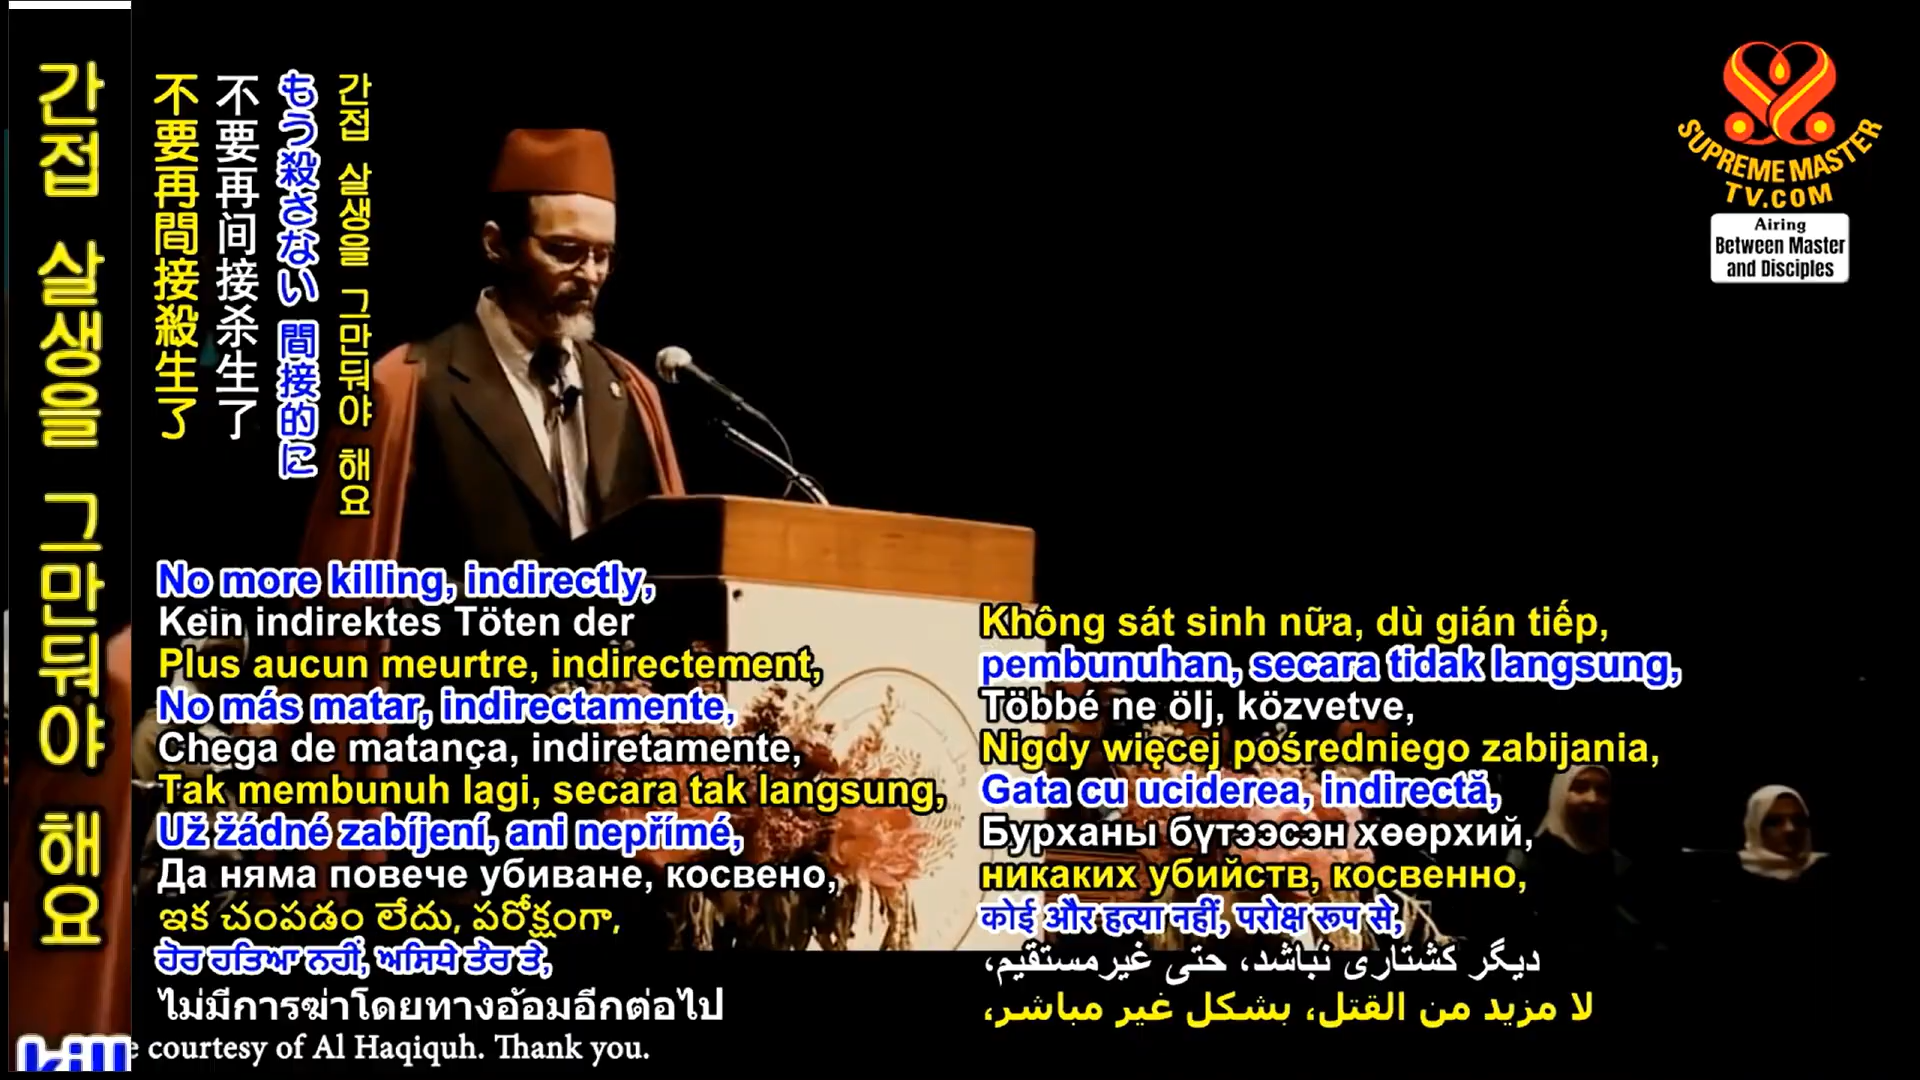 간접 살생을 그만둬야 해요
不要再間接殺生了
不要再间接杀生了
もう殺さない 間接的に
간접 살생을 그만둬야 해요
SUPREME MASTER
TV.COM
Airing
Between Master
and Disciples
No more killing, indirectly,
Kein indirektes Töten der
Plus aucun meurtre, indirectement,
No más matar, indirectamente,
Chega de matança, indiretamente,
Tak membunuh lagi, secara tak langsung,
Už žádné zabíjení, ani nepřímé,
Да няма повече убиване, косвено,
ఇక చంపడం లేదు, పరోక్షంగా,
ਹੋਰ ਹਤਿਆ ਨਹੀਂ, ਅਸਿਧੇ ਤੌਰ ਤੇ,
ไม่มีการฆ่าโดยทางอ้อมอีกต่อไป
Không sát sinh nữa, dù gián tiếp,
pembunuhan, secara tidak langsung,
Többé ne ölj, közvetve,
Nigdy więcej pośredniego zabijania,
Gata cu uciderea, indirectă,
Бурханы бүтээсэн хөөрхий,
никаких убийств, косвенно,
कोई और हत्या नहीं, परोक्ष रूप से,
دیگر کشتاری نباشد، حتی غیرمستقیم،
لا مزيد من القتل، بشكل غير مباشر،
kill
e courtesy of Al Haqiquh. Thank you.